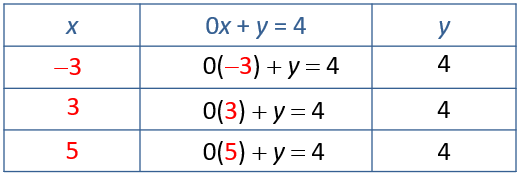 x 0x + y = 4 y
−3 0(−3) + y = 4 4
3 0(3) + y = 4 4
5 0(5) + y = 4 4